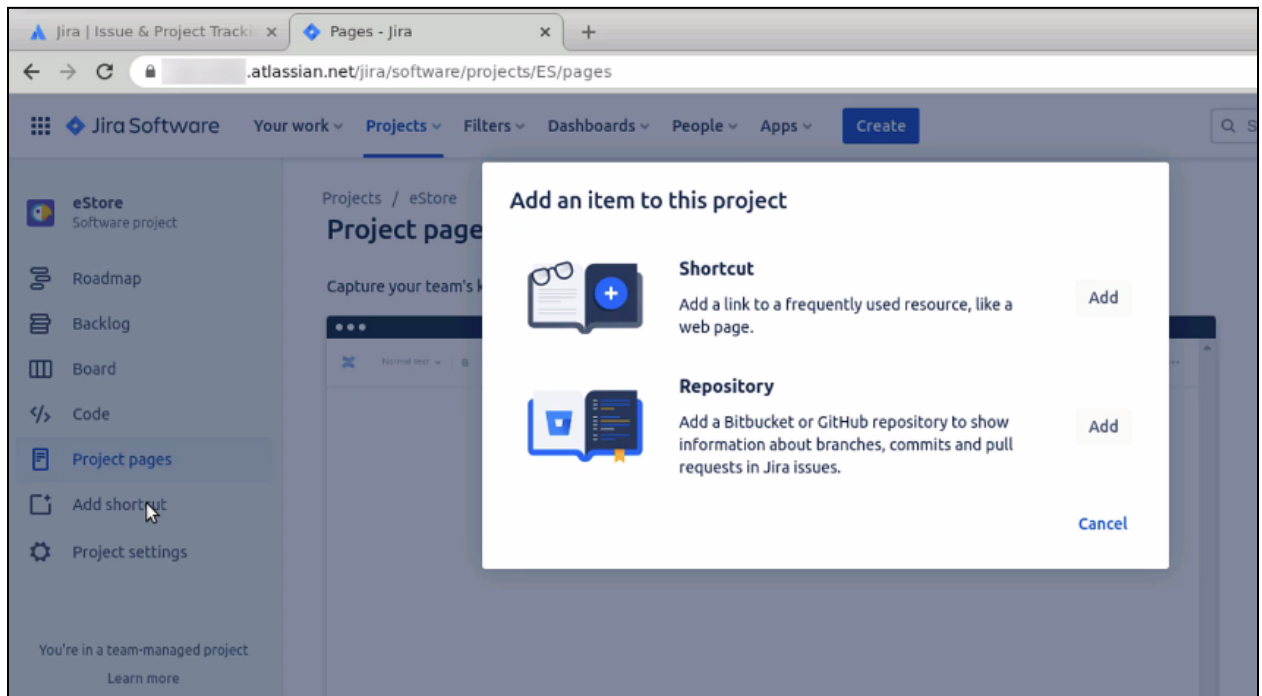 Jira | Issue & Project Tracki
Pages - Jira
.atlassian.net/jira/software/projects/ES/pages
Jira Software Your work Projects Filters Dashboards People Apps Create
eStore
Software project
Roadmap
Backlog
Board
Code
Project pages
Add shortcut
Project settings
You're in a team-managed project
Learn more
Projects / eStore
Project page
Capture your team's k
Normal text
B
Add an item to this project
Shortcut
Add a link to a frequently used resource, like a
web page.
Add
Repository
Add a Bitbucket or GitHub repository to show
information about branches, commits and pull
requests in Jira issues.
Add
Cancel